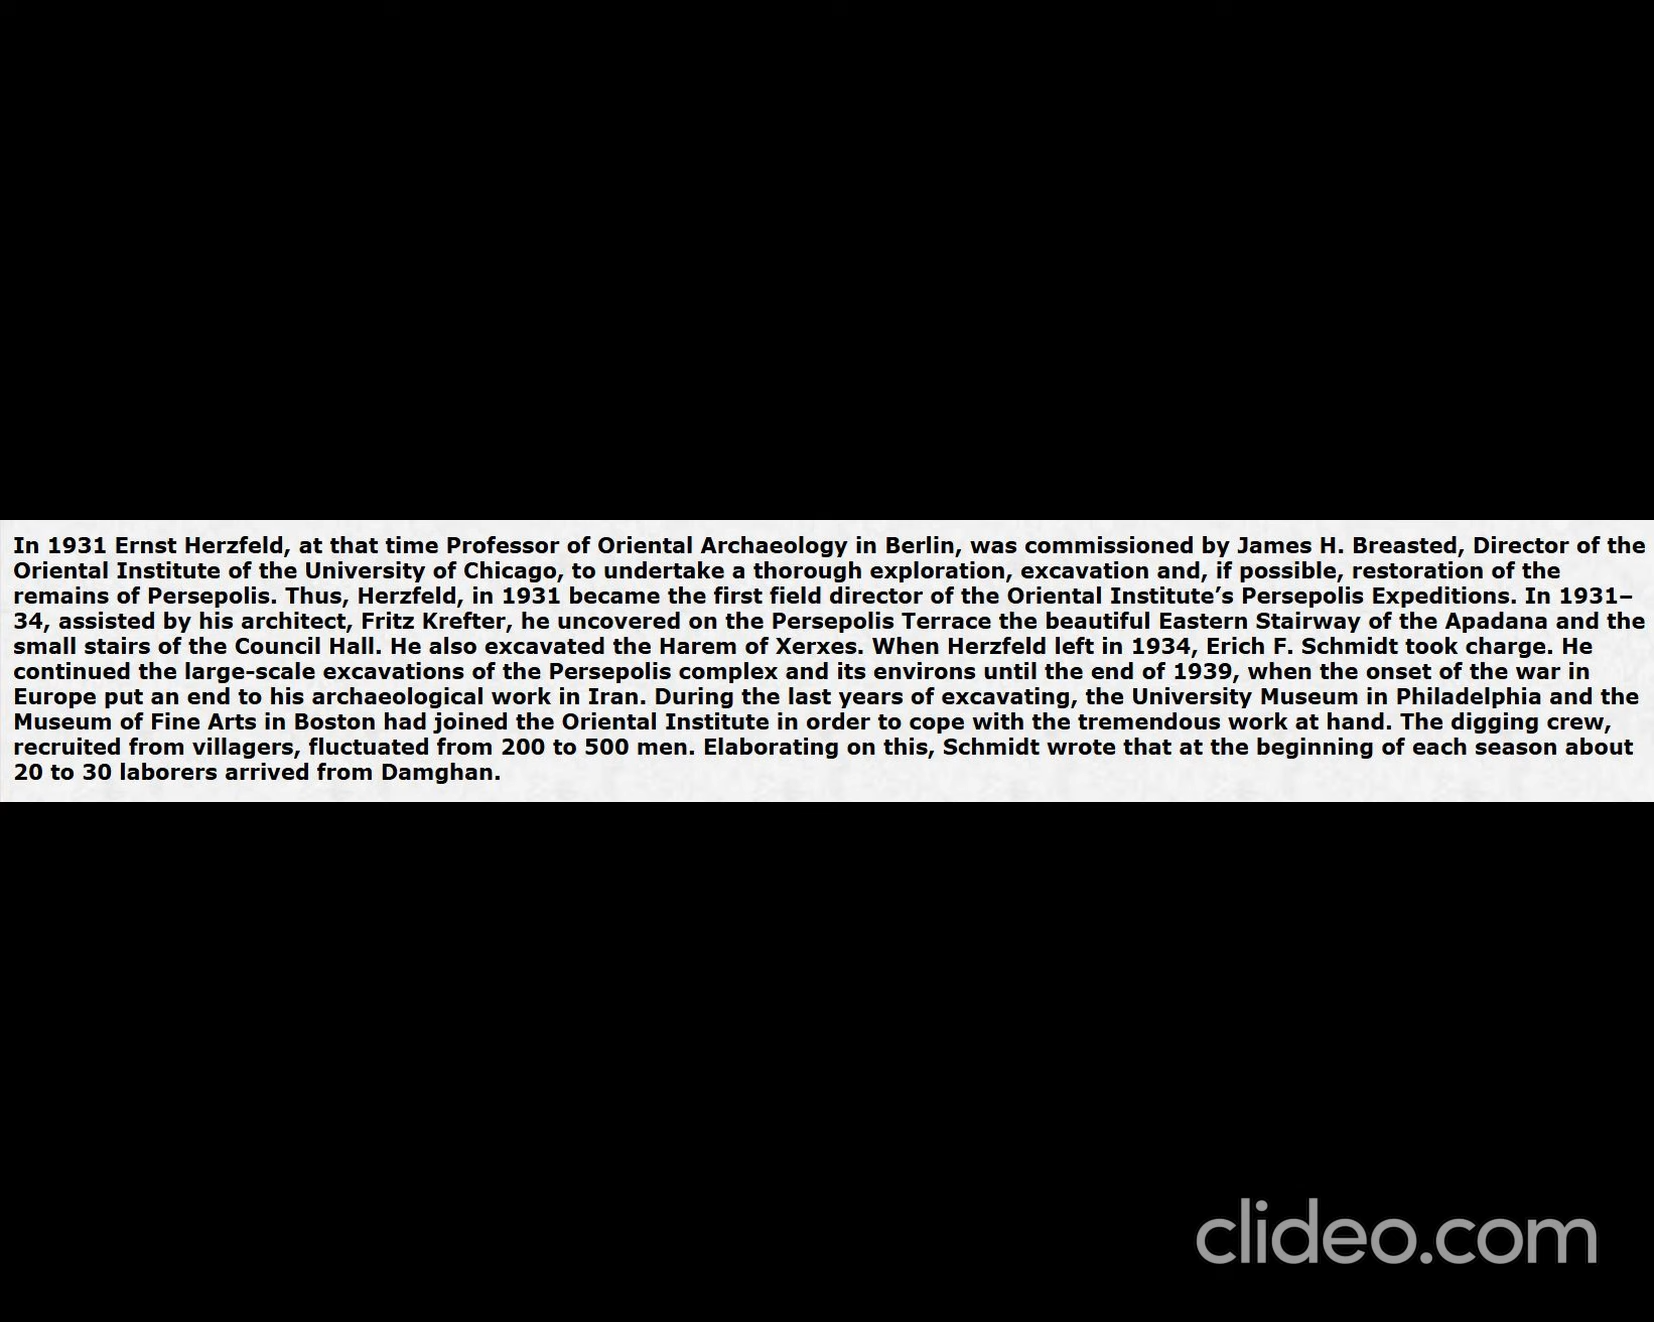 In 1931 Ernst Herzfeld, at that time Professor of Oriental Archaeology in Berlin, was commissioned by James H. Breasted, Director of the
Oriental Institute of the University of Chicago, to undertake a thorough exploration, excavation and, if possible, restoration of the
remains of Persepolis. Thus, Herzfeld, in 1931 became the first field director of the Oriental Institute’s Persepolis Expeditions. In 1931–
34, assisted by his architect, Fritz Krefter, he uncovered on the Persepolis Terrace the beautiful Eastern Stairway of the Apadana and the
small stairs of the Council Hall. He also excavated the Harem of Xerxes. When Herzfeld left in 1934, Erich F. Schmidt took charge. He
continued the large-scale excavations of the Persepolis complex and its environs until the end of 1939, when the onset of the war in
Europe put an end to his archaeological work in Iran. During the last years of excavating, the University Museum in Philadelphia and the
Museum of Fine Arts in Boston had joined the Oriental Institute in order to cope with the tremendous work at hand. The digging crew,
recruited from villagers, fluctuated from 200 to 500 men. Elaborating on this, Schmidt wrote that at the beginning of each season about
20 to 30 laborers arrived from Damghan.
clideo.com